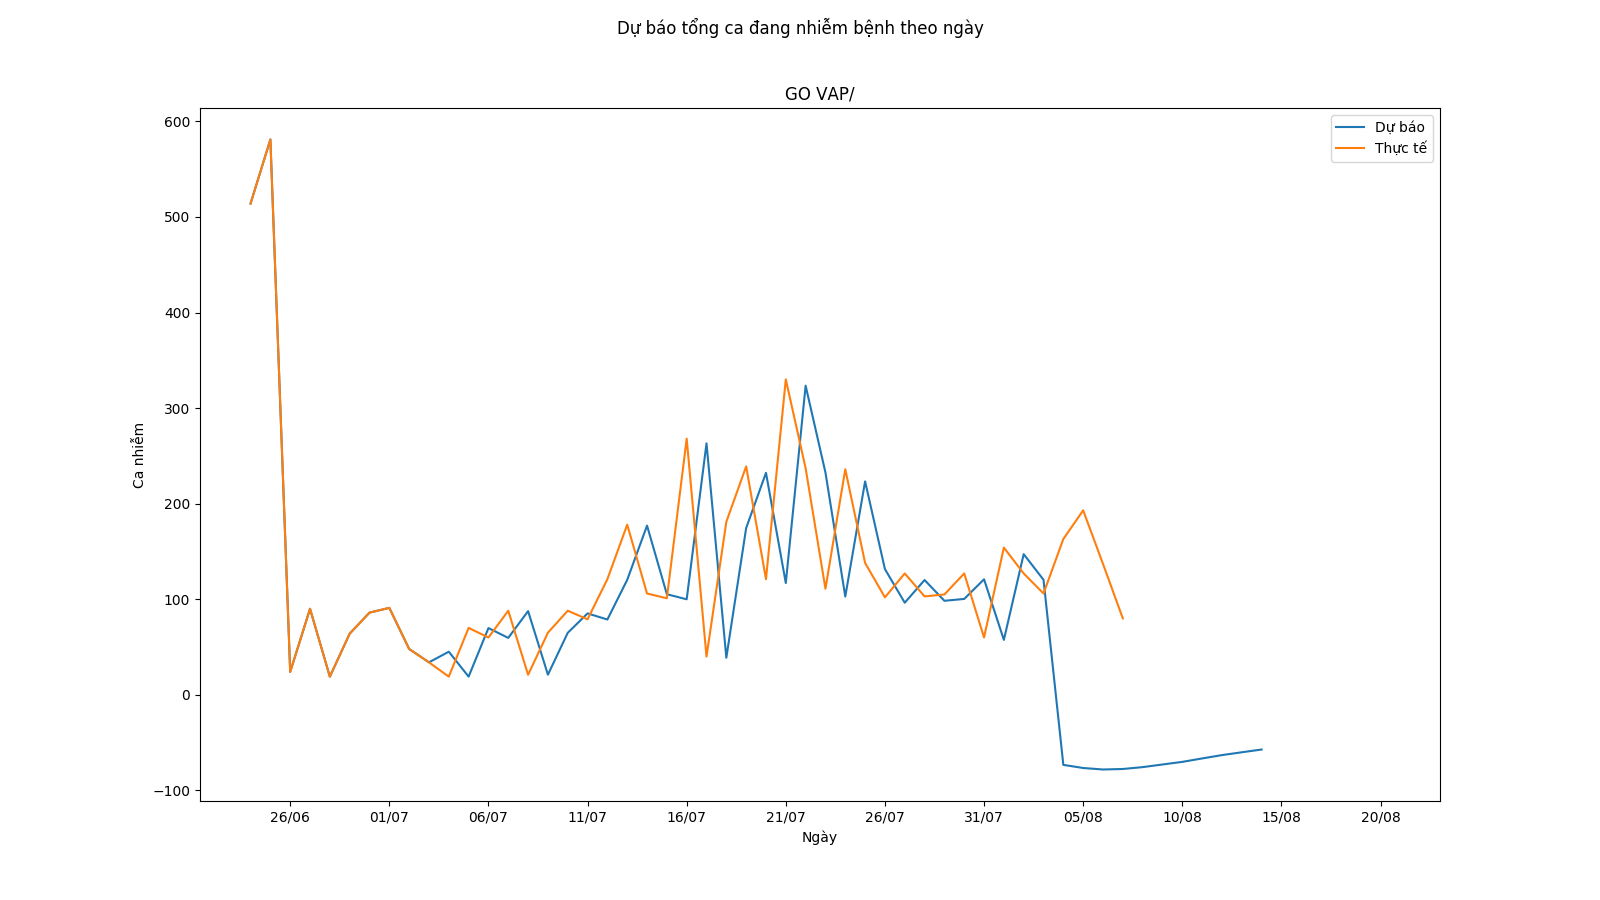 Dự báo tổng ca đang nhiễm bệnh theo ngày
GO VAP/
Dự báo
Thực tế
600
500
400
300
200
100
0
−100
Ca nhiễm
26/06 01/07 06/07 11/07 16/07 21/07 26/07 31/07 05/08 10/08 15/08 20/08
Ngày